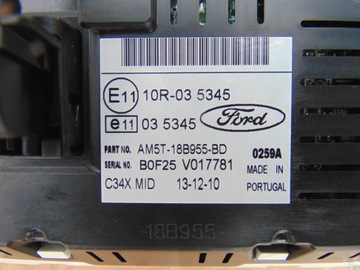 E11 10R-03 5345
e11 03 5345
Ford
PART NO. AM5T-18B955-BD
0259A
SERIAL NO. B0F25 V017781
C34X MID 13-12-10
MADE IN
PORTUGAL
18B955